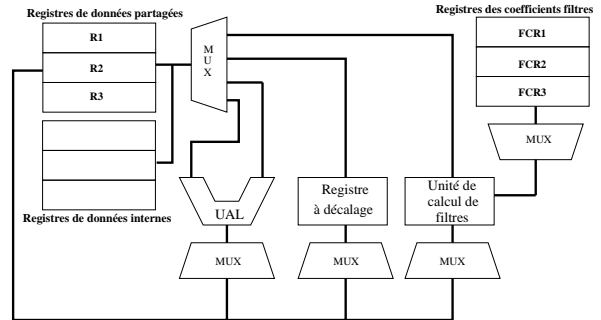 Registres de données partagées
R1
R2
R3
Registres de données internes
M
U
X
Registres des coefficients filtres
FCR1
FCR2
FCR3
MUX
UAL
Registre
à décalage
Unité de
calcul de
filtres
MUX
MUX
MUX